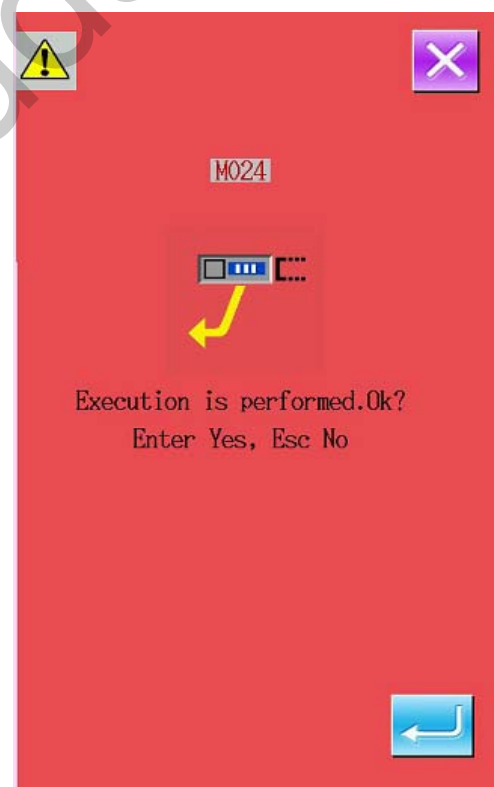 M024
Execution is performed.Ok?
Enter Yes, Esc No